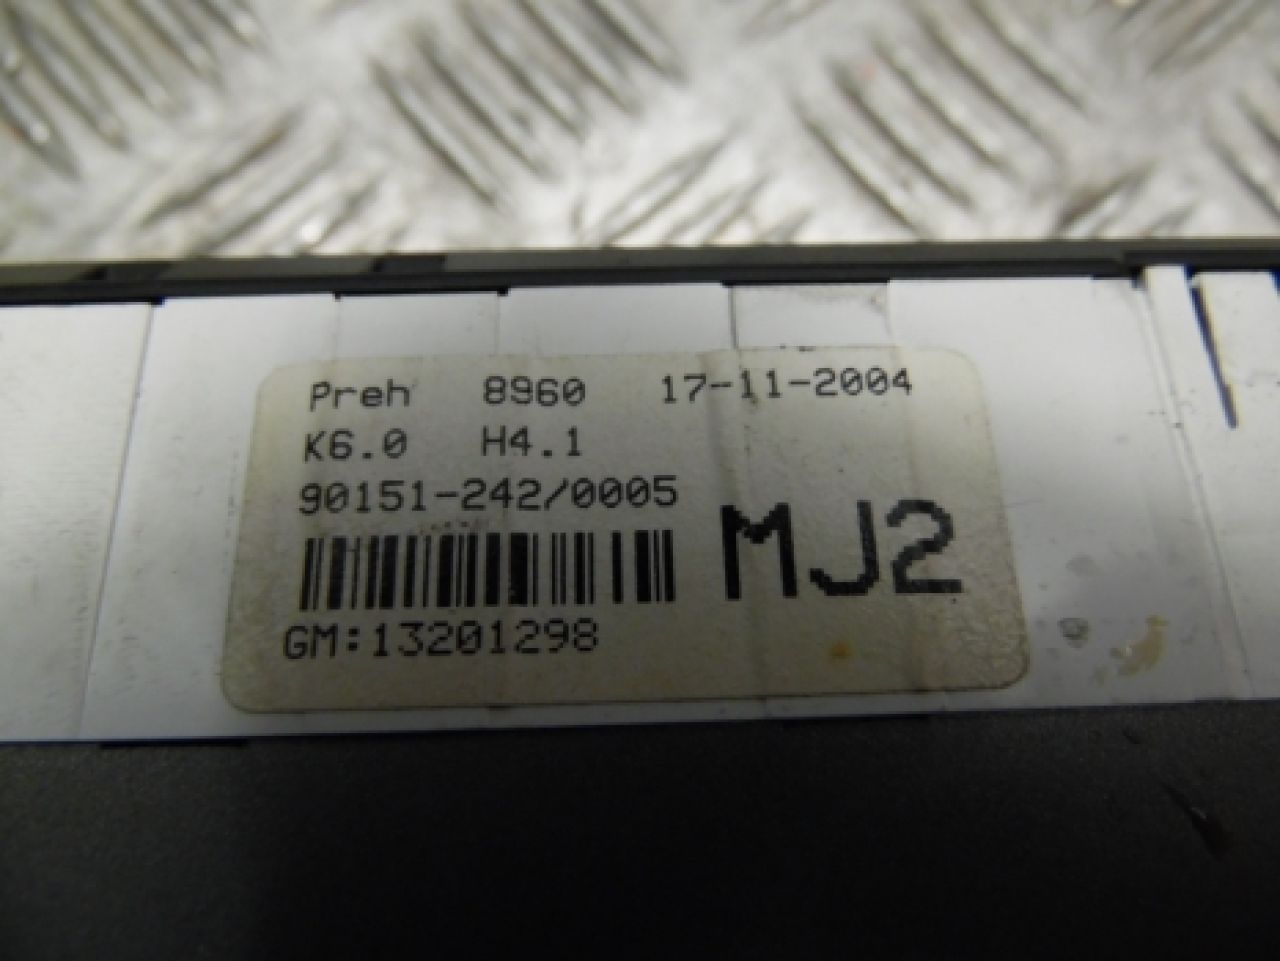 Preh 8960 17-11-2004
K6.0 H4.1
90151-242/0005
MJ2
GM:13201298